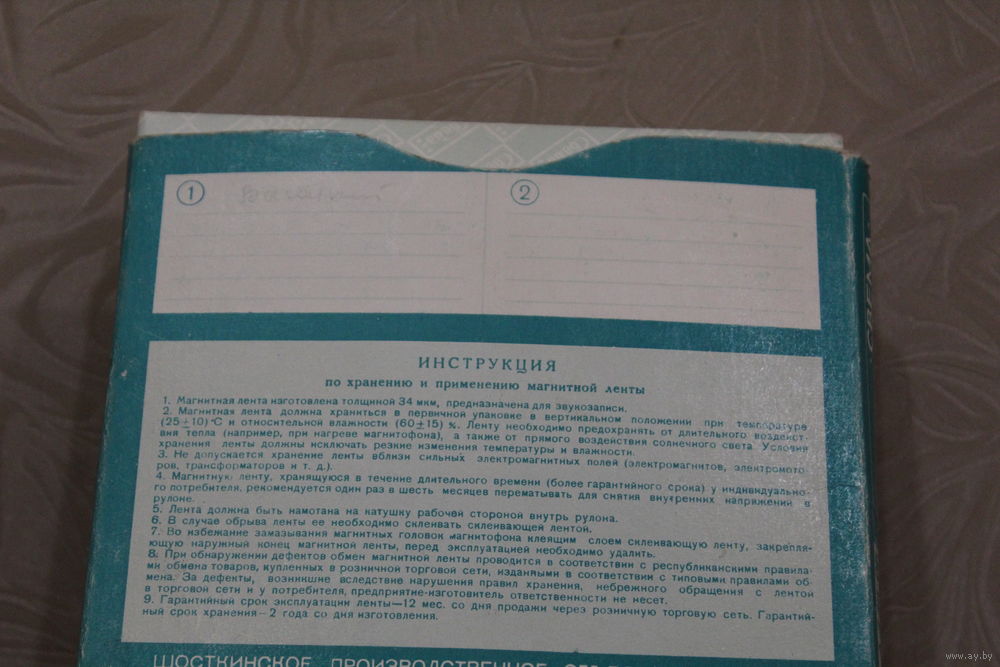 1
2
ИНСТРУКЦИЯ
по хранению и применению магнитной ленты
1. Магнитная лента изготовлена толщиной 34 мкм, предназначена для звукозаписи.
2. Магнитная лента должна храниться в первичной упаковке в вертикальном положении при температуре
(25±10) °С и относительной влажности (60±15) %. Ленту необходимо предохранять от длительного воздейст-
вия тепла (например, при нагреве магнитофона), а также от прямого воздействия солнечного света. Условия
хранения ленты должны исключать резкие изменения температуры и влажности.
3. Не допускается хранение ленты вблизи сильных электромагнитных полей (электромагнитов, электромото-
ров, трансформаторов и т. д.).
4. Магнитную ленту, хранящуюся в течение длительного времени (более гарантийного срока) у индивидуально-
го потребителя, рекомендуется один раз в шесть месяцев перематывать для снятия внутренних напряжений в
рулоне.
5. Лента должна быть намотана на катушку рабочей стороной внутрь рулона.
6. В случае обрыва ленты ее необходимо склеивать склеивающей лентой.
7. Во избежание замазывания магнитных головок магнитофона клеящим слоем склеивающую ленту, закрепля-
ющую наружный конец магнитной ленты, перед эксплуатацией необходимо удалить.
8. При обнаружении дефектов обмен магнитной ленты проводится в соответствии с республиканскими правила-
ми обмена товаров, купленных в розничной торговой сети, изданными в соответствии с типовыми правилами об-
мена. За дефекты, возникшие вследствие нарушения правил хранения, небрежного обращения с лентой
в торговой сети и у потребителя, предприятие-изготовитель ответственности не несет.
9. Гарантийный срок эксплуатации ленты—12 мес. со дня продажи через розничную торговую сеть. Гарантий-
ный срок хранения—2 года со дня изготовления.
ШОСТКИНСКОЕ ПРОИЗВОДСТВЕННОЕ
www.ay.by